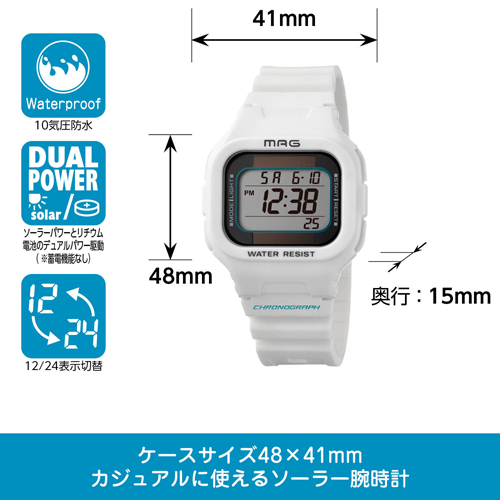 41mm
Waterproof
10気圧防水
DUAL
POWER
solar/
ソーラーパワーとリチウム
電池のデュアルパワー駆動
(※蓄電機能なし)
12
24
12/24表示切替
48mm
MAG
MODE LIGHT
START RESET
SA 6-10
PM 12:38
25
WATER RESIST
CHRONOGRAPH
奥行：15mm
ケースサイズ48×41mm
カジュアルに使えるソーラー腕時計